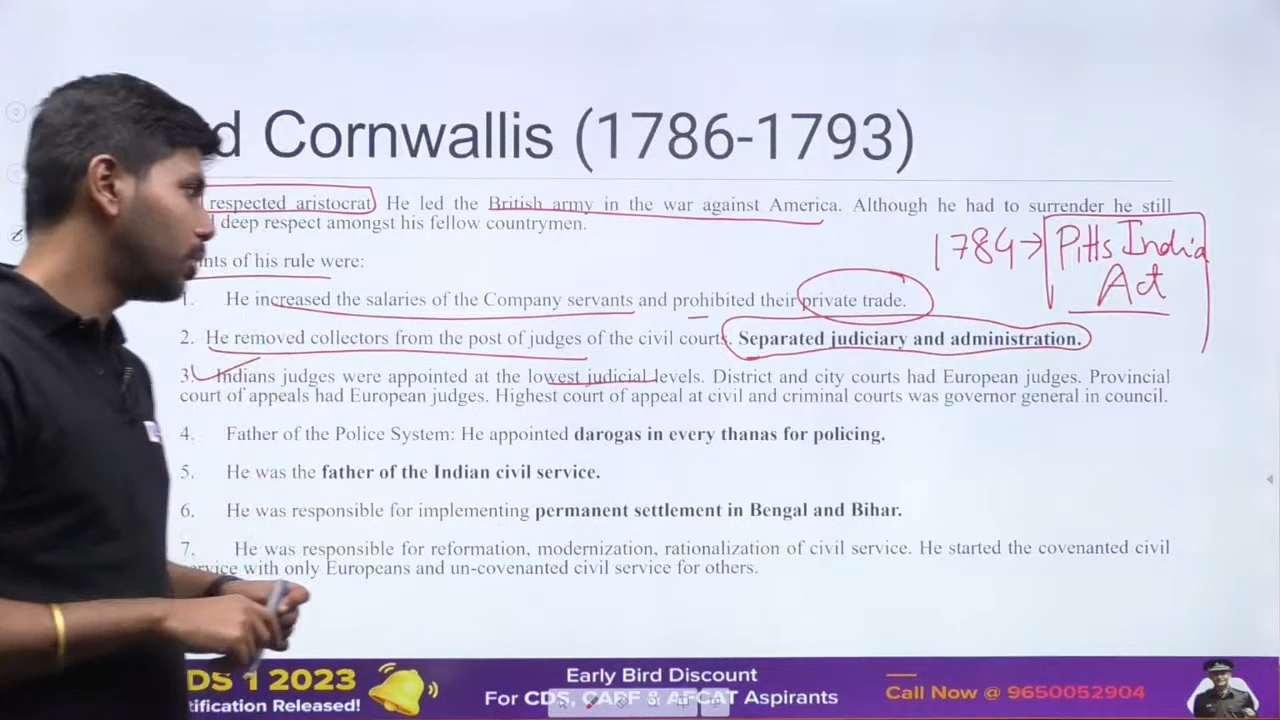 d Cornwallis (1786-1793)
respected aristocrat. He led the British army in the war against America. Although he had to surrender he still
deep respect amongst his fellow countrymen.
1784→ Pitts India
Act
nts of his rule were:
1. He increased the salaries of the Company servants and prohibited their private trade.
2. He removed collectors from the post of judges of the civil courts. Separated judiciary and administration.
3. Indians judges were appointed at the lowest judicial levels. District and city courts had European judges. Provincial
court of appeals had European judges. Highest court of appeal at civil and criminal courts was governor general in council.
4. Father of the Police System: He appointed darogas in every thanas for policing.
5. He was the father of the Indian civil service.
6. He was responsible for implementing permanent settlement in Bengal and Bihar.
7. He was responsible for reformation, modernization, rationalization of civil service. He started the covenanted civil
service with only Europeans and un-covenanted civil service for others.
DS 1 2023
tification Released!
Early Bird Discount
For CDS, CAPF & AFCAT Aspirants
Call Now @ 9650052904